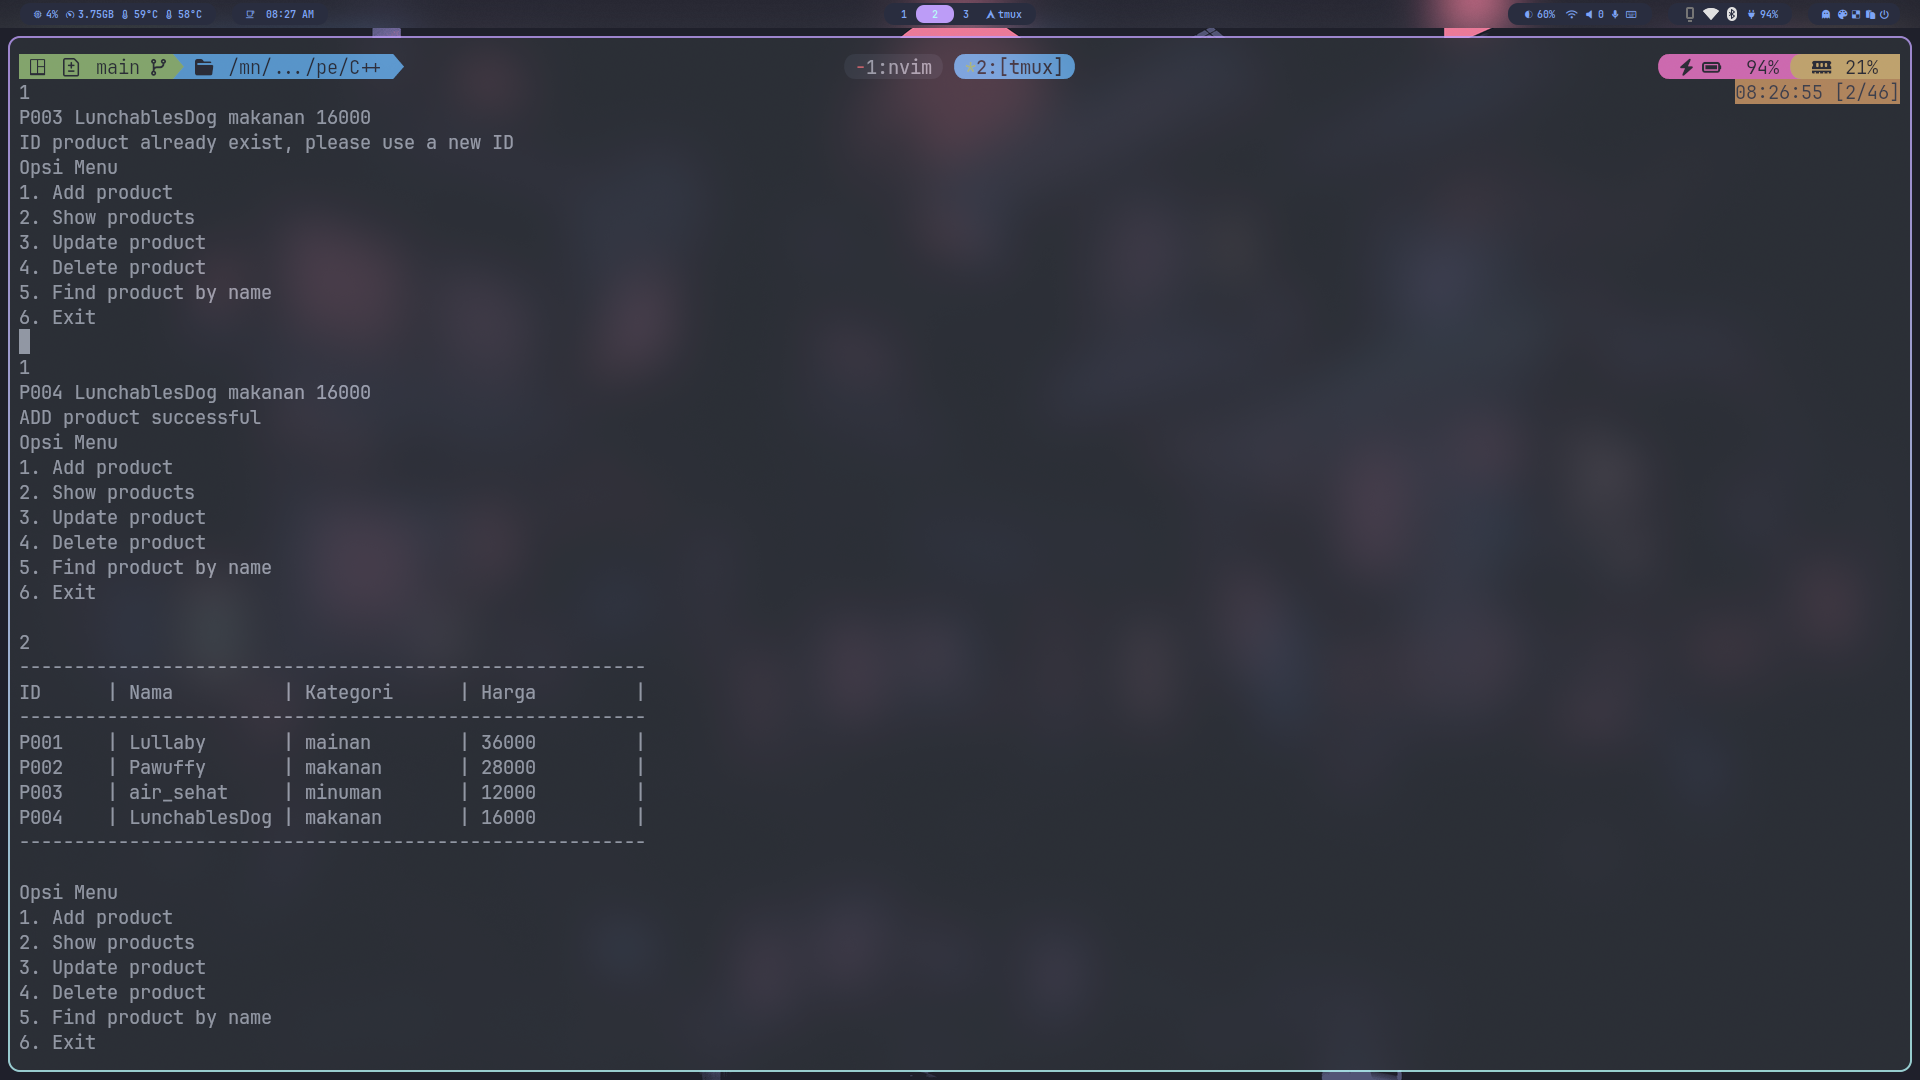 4% 3.75GB 59°C 58°C 08:27 AM 1 2 3 tmux 60% 0 94%
main /mn/.../pe/C++ -1:nvim *2:[tmux] 94% 21%
1 08:26:55 [2/46]
P003 LunchablesDog makanan 16000
ID product already exist, please use a new ID
Opsi Menu
1. Add product
2. Show products
3. Update product
4. Delete product
5. Find product by name
6. Exit
1
P004 LunchablesDog makanan 16000
ADD product successful
Opsi Menu
1. Add product
2. Show products
3. Update product
4. Delete product
5. Find product by name
6. Exit
2
---------------------------------------------------------
ID | Nama | Kategori | Harga |
---------------------------------------------------------
P001 | Lullaby | mainan | 36000 |
P002 | Pawuffy | makanan | 28000 |
P003 | air_sehat | minuman | 12000 |
P004 | LunchablesDog | makanan | 16000 |
---------------------------------------------------------
Opsi Menu
1. Add product
2. Show products
3. Update product
4. Delete product
5. Find product by name
6. Exit